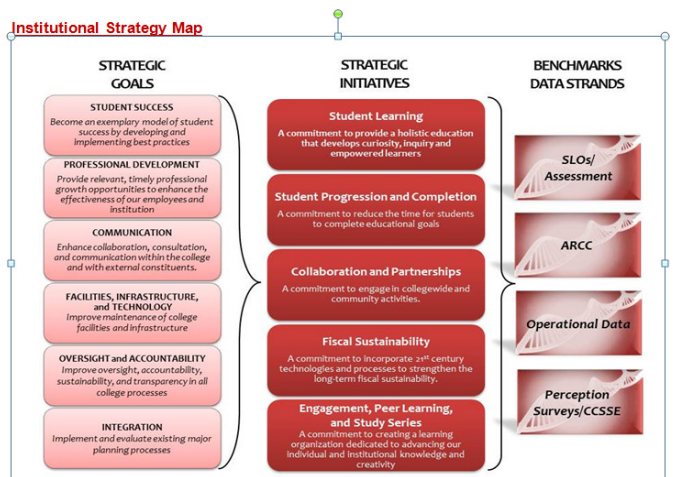 Institutional Strategy Map
STRATEGIC
GOALS
STUDENT SUCCESS
Become an exemplary model of student
success by developing and
implementing best practices
PROFESSIONAL DEVELOPMENT
Provide relevant, timely professional
growth opportunities to enhance the
effectiveness of our employees and
institution
COMMUNICATION
Enhance collaboration, consultation,
and communication within the college
and with external constituents.
FACILITIES, INFRASTRUCTURE,
and TECHNOLOGY
Improve maintenance of college
facilities and infrastructure
OVERSIGHT and ACCOUNTABILITY
Improve oversight, accountability,
sustainability, and transparency in all
college processes
INTEGRATION
Implement and evaluate existing major
planning processes
STRATEGIC
INITIATIVES
Student Learning
A commitment to provide a holistic education
that develops curiosity, inquiry and
empowered learners
Student Progression and Completion
A commitment to reduce the time for students
to complete educational goals
Collaboration and Partnerships
A commitment to engage in collegewide and
community activities.
Fiscal Sustainability
A commitment to incorporate 21st century
technologies and processes to strengthen the
long-term fiscal sustainability.
Engagement, Peer Learning,
and Study Series
A commitment to creating a learning
organization dedicated to advancing our
individual and institutional knowledge and
creativity
BENCHMARKS
DATA STRANDS
SLOs/
Assessment
ARCC
Operational Data
Perception
Surveys/CCSSE